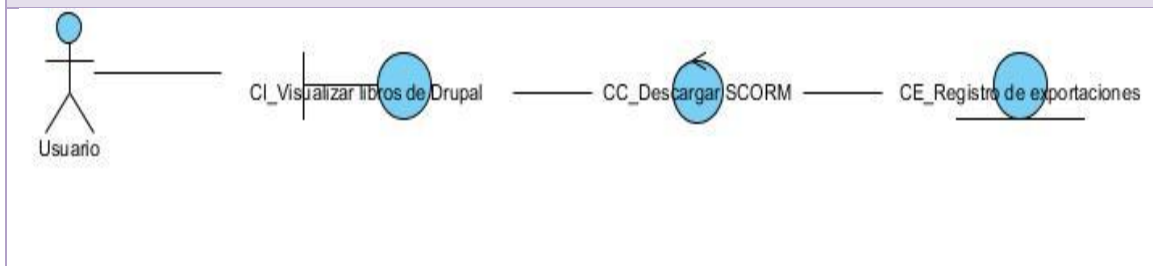 CI_Visualizar libros de Drupal
CC_Descargar SCORM
CE_Registro de exportaciones
Usuario